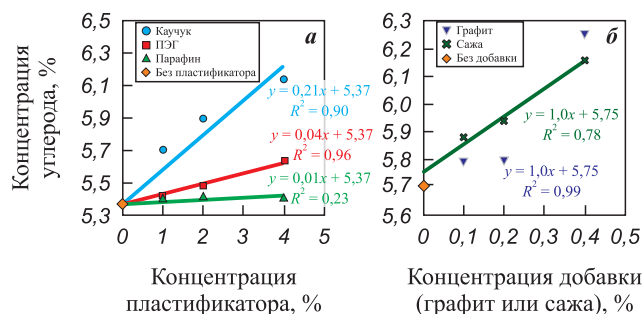 Концентрация
углерода, %
а
Каучук
ПЭГ
Парафин
Без пластификатора
6,5
6,3
6,1
5,9
5,7
5,5
5,3
y = 0,21x + 5,37
R² = 0,90
y = 0,04x + 5,37
R² = 0,96
y = 0,01x + 5,37
R² = 0,23
0 1 2 3 4 5
Концентрация
пластификатора, %
б
Графит
Сажа
Без добавки
6,3
6,2
6,1
6,0
5,9
5,8
5,7
5,6
y = 1,0x + 5,75
R² = 0,78
y = 1,0x + 5,75
R² = 0,99
0 0,1 0,2 0,3 0,4 0,5
Концентрация добавки
(графит или сажа), %